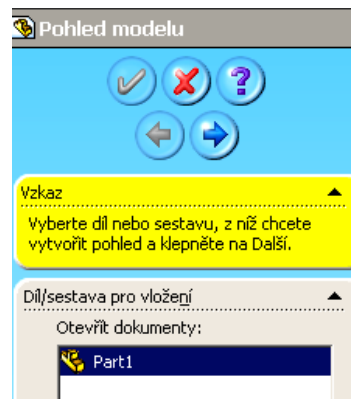 Pohled modelu
?
Vzkaz
Vyberte díl nebo sestavu, z níž chcete
vytvořit pohled a klepněte na Další.
Díl/sestava pro vložení
Otevřít dokumenty:
Part1